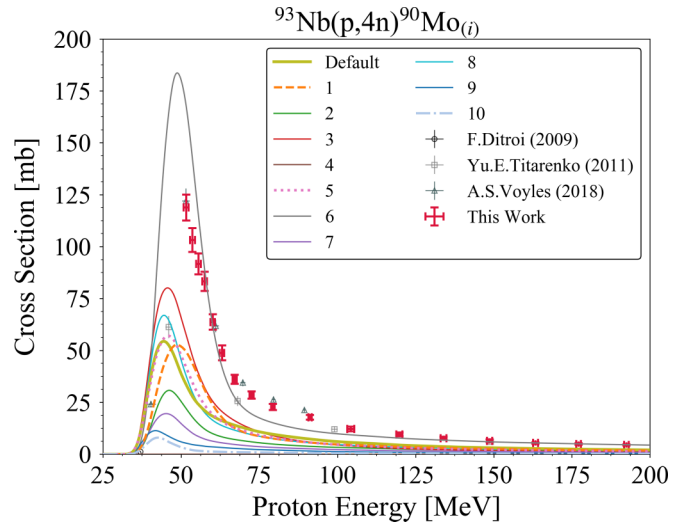 ⁹³Nb(p,4n)⁹⁰Mo₍ᵢ₎
200
175
150
125
100
75
50
25
0
Cross Section [mb]
Default
1
2
3
4
5
6
7
8
9
10
F.Ditroi (2009)
Yu.E.Titarenko (2011)
A.S.Voyles (2018)
This Work
25 50 75 100 125 150 175 200
Proton Energy [MeV]